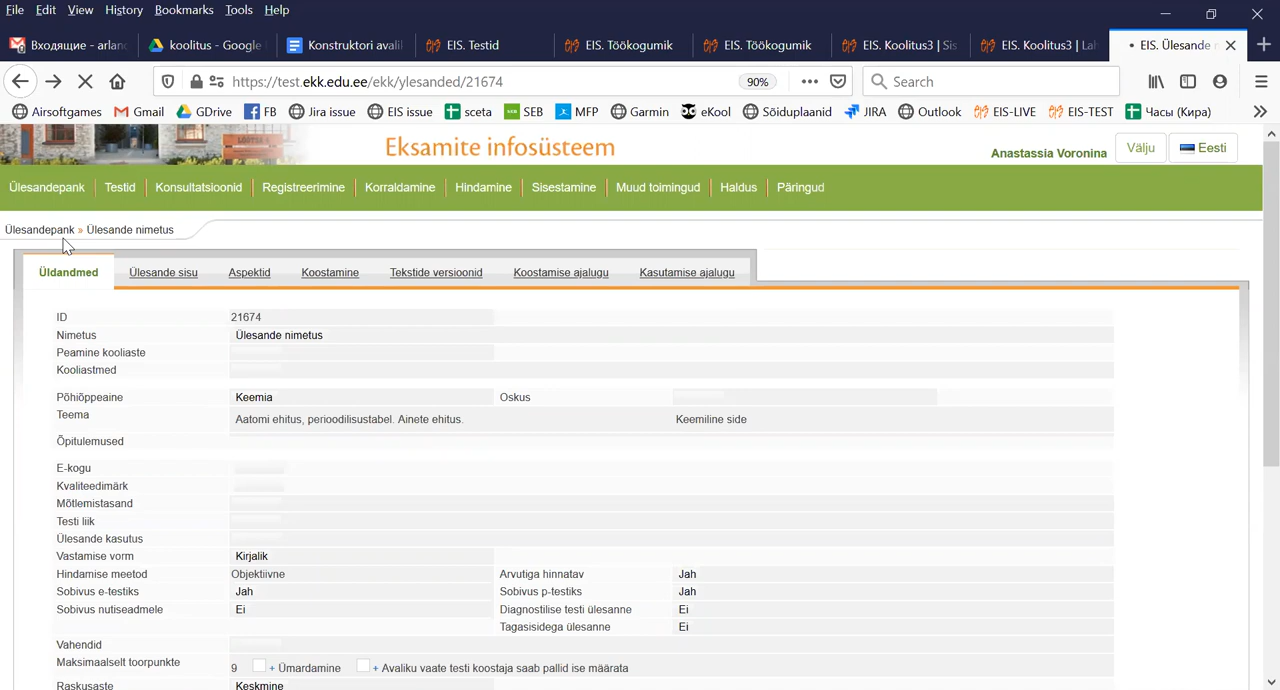 File Edit View History Bookmarks Tools Help
Входящие - arlan koolitus - Google Konstruktori avali EIS. Testid EIS. Töökogumik EIS. Töökogumik EIS. Koolitus3 | Sis EIS. Koolitus3 | Lah • EIS. Ülesande n
https://test.ekk.edu.ee/ekk/ylesanded/21674 90% Search
Airsoftgames Gmail GDrive FB Jira issue EIS issue sceta SEB MFP Garmin eKool Sõiduplaanid JIRA Outlook EIS-LIVE EIS-TEST Часы (Кира)
Eksamite infosüsteem
Anastassia Voronina Välju Eesti
Ülesandepank Testid Konsultatsioonid Registreerimine Korraldamine Hindamine Sisestamine Muud toimingud Haldus Päringud
Ülesandepank » Ülesande nimetus
Üldandmed Ülesande sisu Aspektid Koostamine Tekstide versioonid Koostamise ajalugu Kasutamise ajalugu
ID 21674
Nimetus Ülesande nimetus
Peamine kooliaste
Kooliastmed
Põhiõppeaine Keemia Oskus
Teema Aatomi ehitus, perioodilisustabel. Ainete ehitus. Keemiline side
Õpitulemused
E-kogu
Kvaliteedimärk
Mõtlemistasand
Testi liik
Ülesande kasutus
Vastamise vorm Kirjalik
Hindamise meetod Objektiivne Arvutiga hinnatav Jah
Sobivus e-testiks Jah Sobivus p-testiks Jah
Sobivus nutiseadmele Ei Diagnostilise testi ülesanne Ei
Tagasisidega ülesanne Ei
Vahendid
Maksimaalselt toorpunkte 9 + Ümardamine + Avaliku vaate testi koostaja saab pallid ise määrata
Raskusaste Keskmine